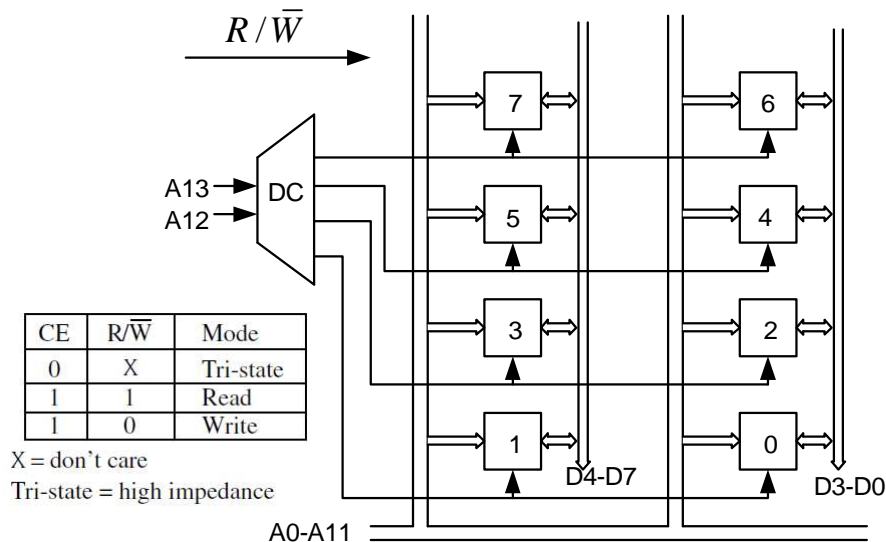 R/W̅
7
6
A13
DC
A12
5
4
CE R/W̅ Mode
0 X Tri-state
1 1 Read
1 0 Write
3
2
1
0
X = don't care
Tri-state = high impedance
D4-D7
D3-D0
A0-A11